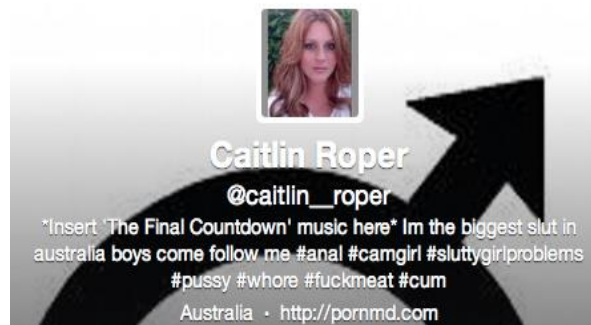 Caitlin Roper
@caitlin__roper
*Insert 'The Final Countdown' music here* Im the biggest slut in
australia boys come follow me #anal #camgirl #sluttygirlproblems
#pussy #whore #fuckmeat #cum
Australia · http://pornmd.com